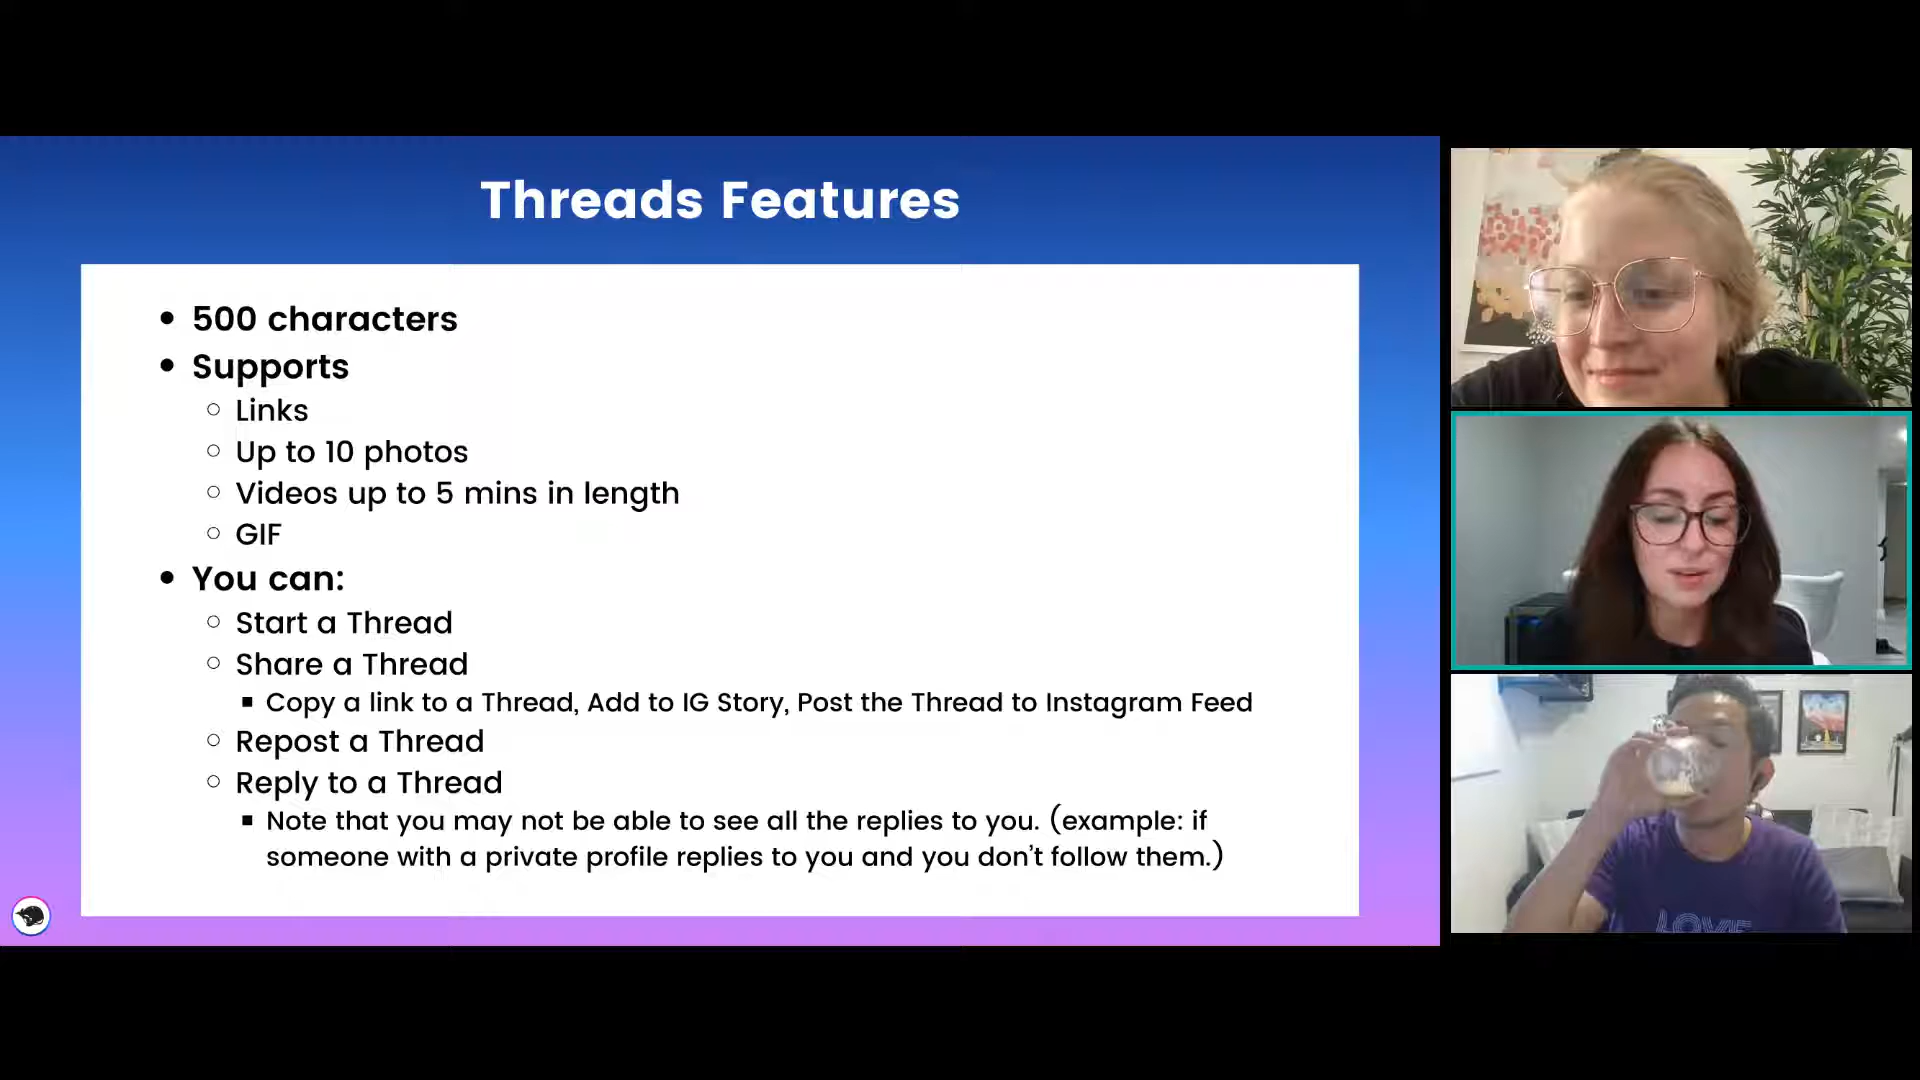 Threads Features
• 500 characters
• Supports
○ Links
○ Up to 10 photos
○ Videos up to 5 mins in length
○ GIF
• You can:
○ Start a Thread
○ Share a Thread
▪ Copy a link to a Thread, Add to IG Story, Post the Thread to Instagram Feed
○ Repost a Thread
○ Reply to a Thread
▪ Note that you may not be able to see all the replies to you. (example: if
someone with a private profile replies to you and you don’t follow them.)
LOVE